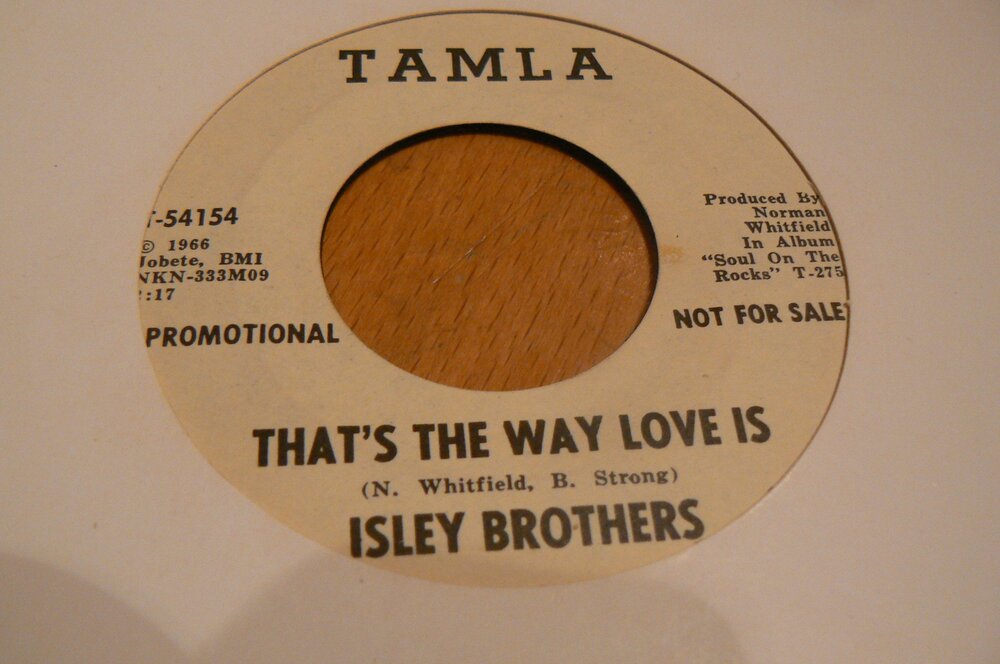 TAMLA
T-54154
© 1966
Jobete, BMI
NKN-333M09
:17
PROMOTIONAL
Produced By
Norman
Whitfield
In Album
"Soul On The
Rocks" T-275
NOT FOR SALE
THAT'S THE WAY LOVE IS
(N. Whitfield, B. Strong)
ISLEY BROTHERS